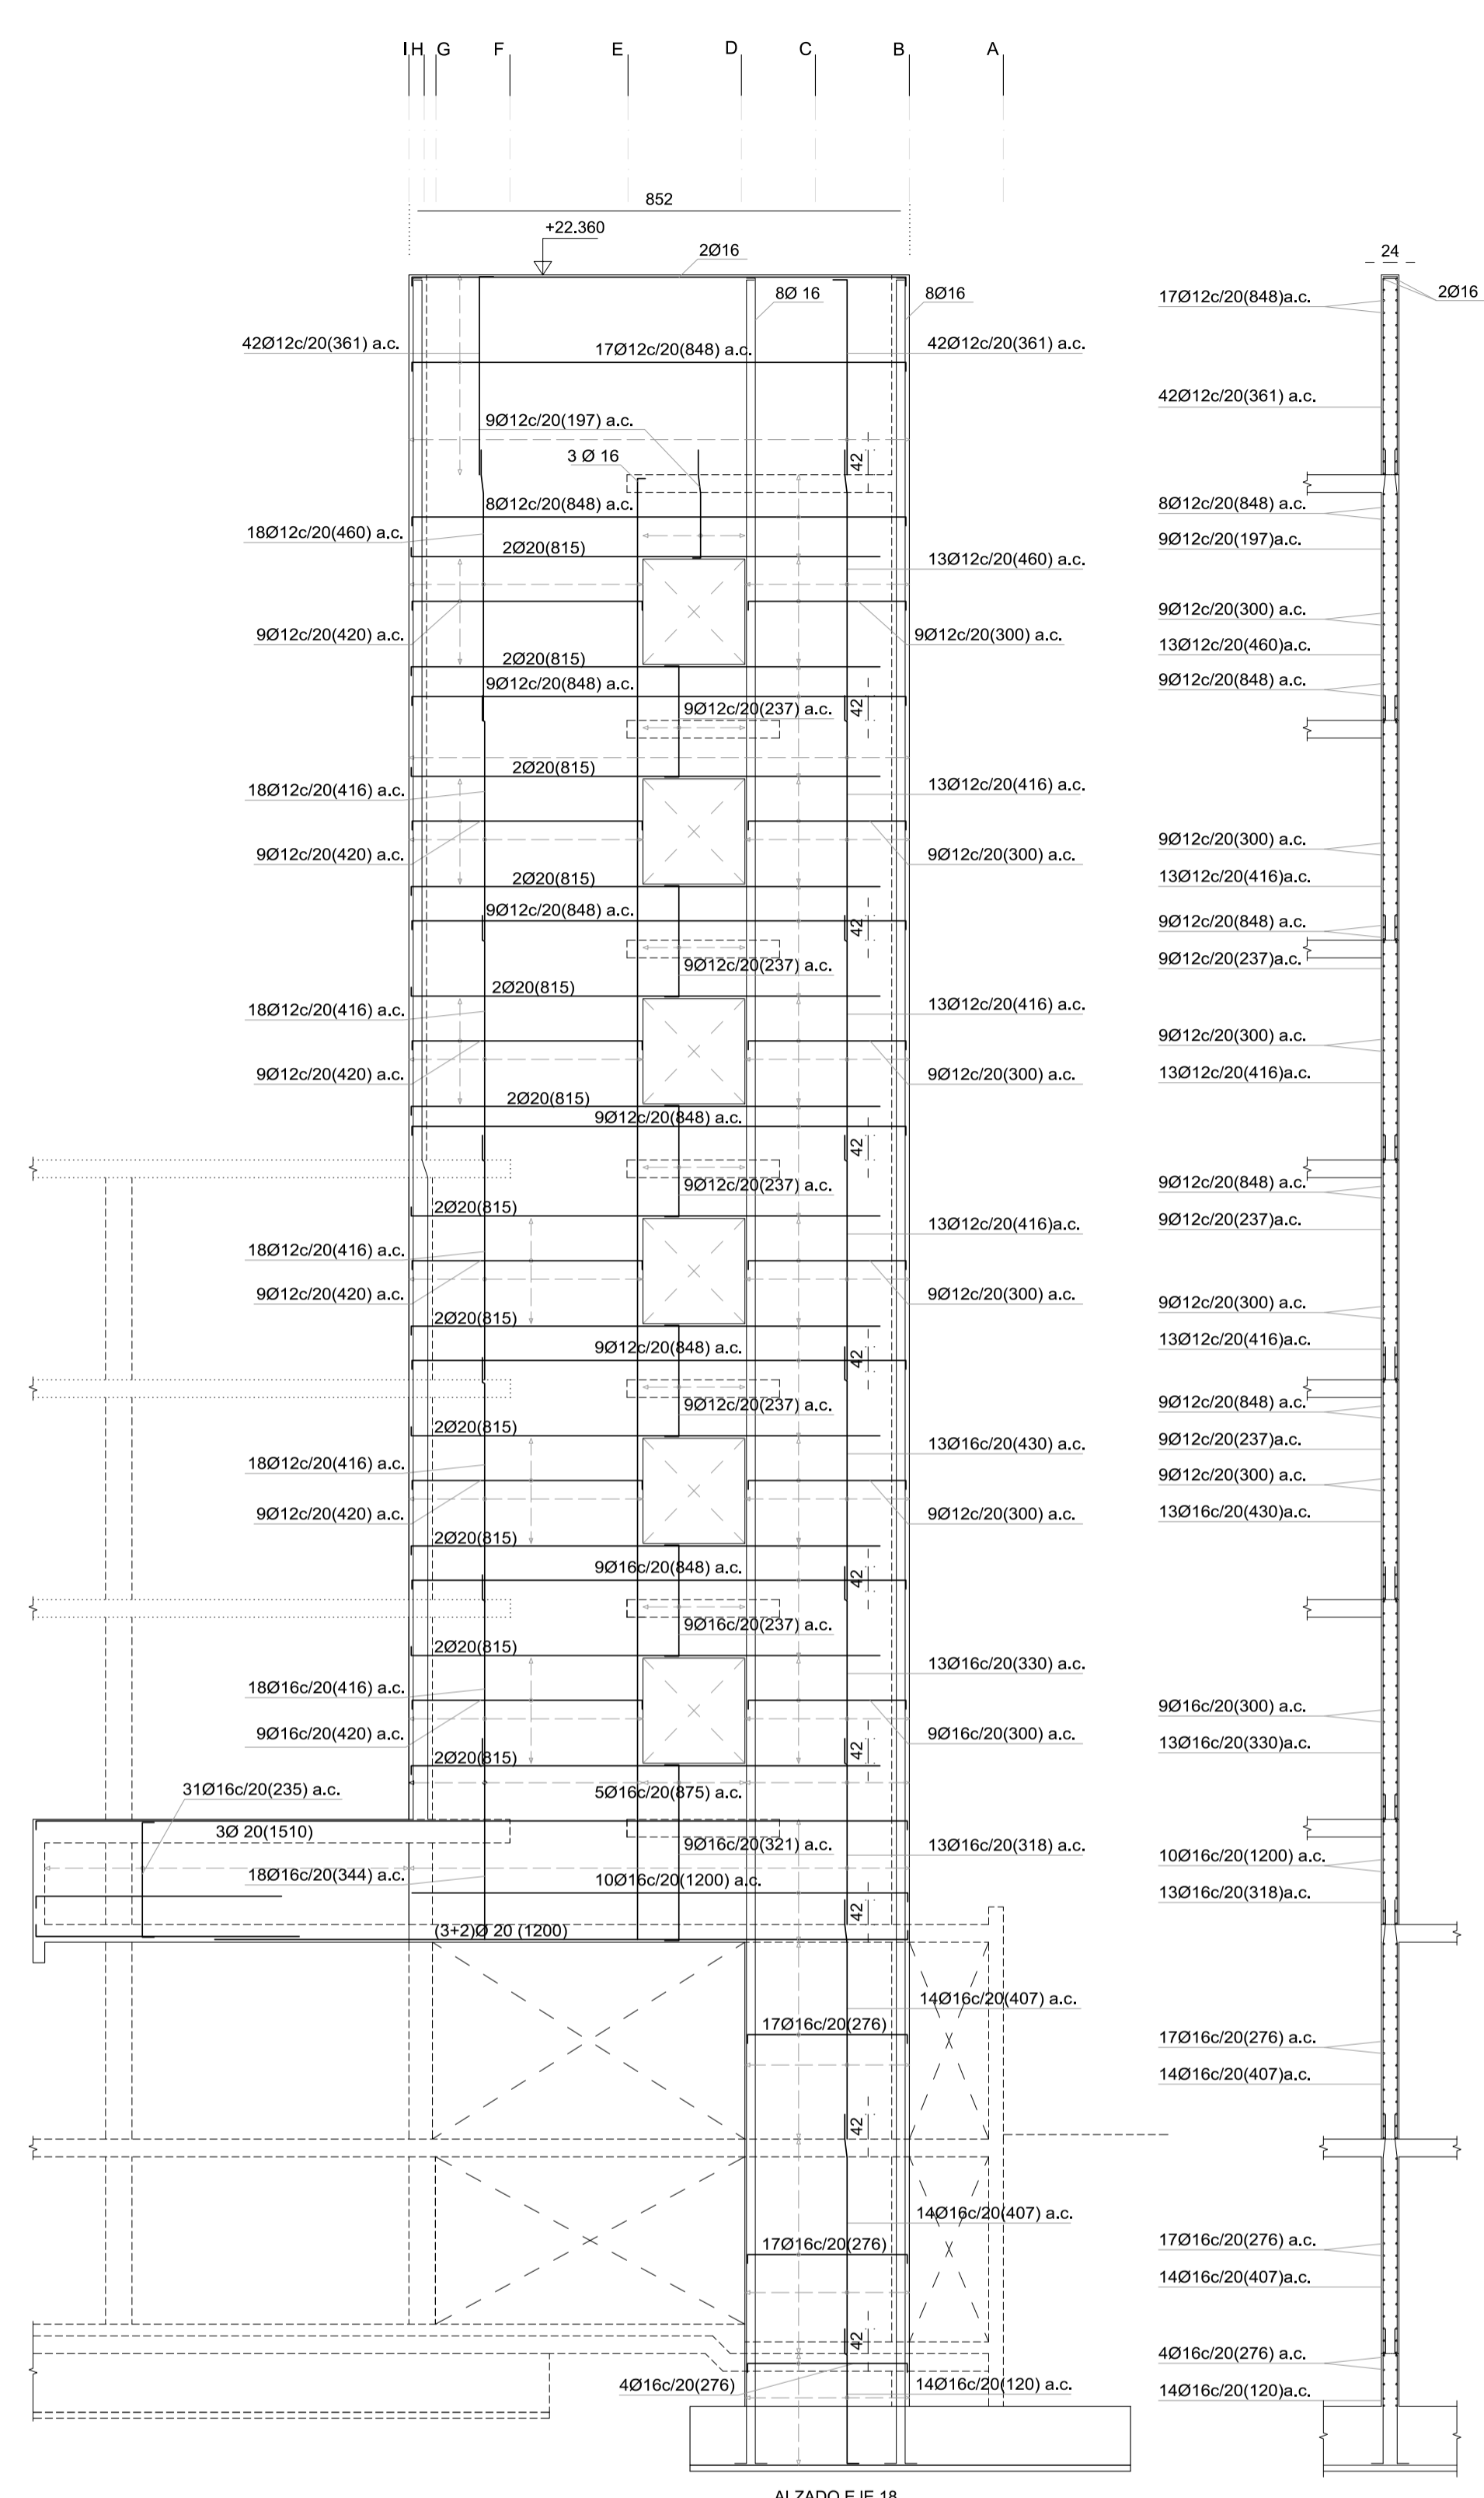 I H G F E D C B A
852
+22.360
2Ø16
24
8Ø 16
8Ø16
17Ø12c/20(848)a.c.
2Ø16
42Ø12c/20(361) a.c.
17Ø12c/20(848) a.c.
42Ø12c/20(361) a.c.
42Ø12c/20(361) a.c.
9Ø12c/20(197) a.c.
3 Ø 16
42
8Ø12c/20(848) a.c.
8Ø12c/20(848) a.c.
18Ø12c/20(460) a.c.
9Ø12c/20(197)a.c.
2Ø20(815)
13Ø12c/20(460) a.c.
9Ø12c/20(300) a.c.
9Ø12c/20(420) a.c.
9Ø12c/20(300) a.c.
13Ø12c/20(460)a.c.
2Ø20(815)
9Ø12c/20(848) a.c.
9Ø12c/20(848) a.c.
9Ø12c/20(237) a.c.
42
2Ø20(815)
18Ø12c/20(416) a.c.
13Ø12c/20(416) a.c.
9Ø12c/20(300) a.c.
9Ø12c/20(420) a.c.
9Ø12c/20(300) a.c.
2Ø20(815)
13Ø12c/20(416)a.c.
9Ø12c/20(848) a.c.
42
9Ø12c/20(848) a.c.
9Ø12c/20(237) a.c.
9Ø12c/20(237)a.c.
2Ø20(815)
18Ø12c/20(416) a.c.
13Ø12c/20(416) a.c.
9Ø12c/20(300) a.c.
9Ø12c/20(420) a.c.
9Ø12c/20(300) a.c.
13Ø12c/20(416)a.c.
2Ø20(815)
9Ø12c/20(848) a.c.
42
9Ø12c/20(237) a.c.
9Ø12c/20(848) a.c.
2Ø20(815)
9Ø12c/20(237)a.c.
18Ø12c/20(416) a.c.
13Ø12c/20(416)a.c.
9Ø12c/20(420) a.c.
9Ø12c/20(300) a.c.
9Ø12c/20(300) a.c.
2Ø20(815)
13Ø12c/20(416)a.c.
9Ø12c/20(848) a.c.
42
9Ø12c/20(237) a.c.
9Ø12c/20(848) a.c.
2Ø20(815)
9Ø12c/20(237)a.c.
18Ø12c/20(416) a.c.
13Ø16c/20(430) a.c.
9Ø12c/20(300) a.c.
9Ø12c/20(420) a.c.
9Ø12c/20(300) a.c.
13Ø16c/20(430)a.c.
2Ø20(815)
9Ø16c/20(848) a.c.
42
9Ø16c/20(237) a.c.
2Ø20(815)
13Ø16c/20(330) a.c.
18Ø16c/20(416) a.c.
9Ø16c/20(300) a.c.
9Ø16c/20(420) a.c.
9Ø16c/20(300) a.c.
13Ø16c/20(330)a.c.
2Ø20(815)
42
31Ø16c/20(235) a.c.
5Ø16c/20(875) a.c.
3Ø 20(1510)
9Ø16c/20(321) a.c.
13Ø16c/20(318) a.c.
10Ø16c/20(1200) a.c.
18Ø16c/20(344) a.c.
10Ø16c/20(1200) a.c.
13Ø16c/20(318)a.c.
42
(3+2)Ø 20 (1200)
14Ø16c/20(407) a.c.
17Ø16c/20(276)
17Ø16c/20(276) a.c.
14Ø16c/20(407)a.c.
42
14Ø16c/20(407) a.c.
17Ø16c/20(276)
17Ø16c/20(276) a.c.
14Ø16c/20(407)a.c.
42
4Ø16c/20(276) a.c.
4Ø16c/20(276)
14Ø16c/20(120) a.c.
14Ø16c/20(120)a.c.
ALZADO EJE 18